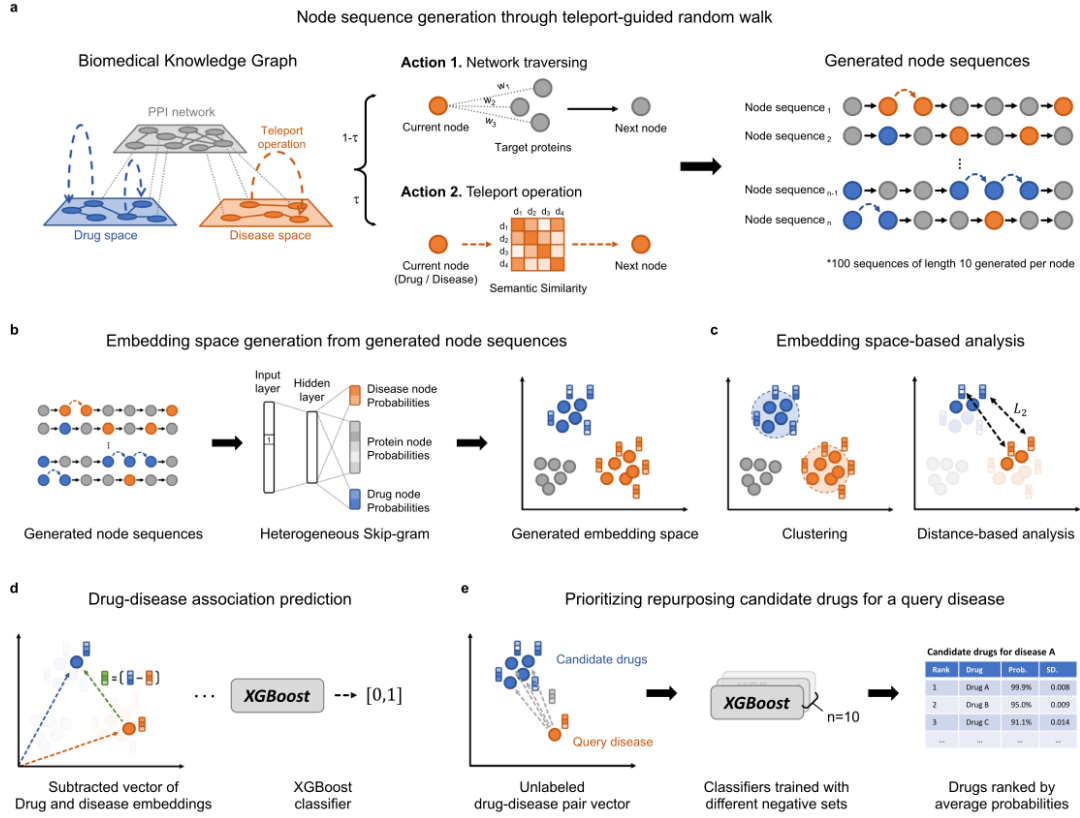 a
Node sequence generation through teleport-guided random walk
Biomedical Knowledge Graph
PPI network
Teleport
operation
Drug space
Disease space
1-τ
τ
Action 1. Network traversing
w1
w2
w3
Current node
Target proteins
Next node
Action 2. Teleport operation
d1 d2 d3 d4
d1
d2
d3
d4
Current node
(Drug / Disease)
Semantic Similarity
Next node
Generated node sequences
Node sequence 1
Node sequence 2
⋮
Node sequence n-1
Node sequence n
*100 sequences of length 10 generated per node
b
Embedding space generation from generated node sequences
Generated node sequences
Input
layer
Hidden
layer
1
Disease node
Probabilities
Protein node
Probabilities
Drug node
Probabilities
Heterogeneous Skip-gram
Generated embedding space
c
Embedding space-based analysis
Clustering
L2
Distance-based analysis
d
Drug-disease association prediction
= [ - ]
Subtracted vector of
Drug and disease embeddings
...
XGBoost
[0,1]
XGBoost
classifier
e
Prioritizing repurposing candidate drugs for a query disease
Candidate drugs
Query disease
Unlabeled
drug-disease pair vector
XGBoost
n=10
Classifiers trained with
different negative sets
Candidate drugs for disease A
Rank Drug Prob. SD.
1 Drug A 99.9% 0.008
2 Drug B 95.0% 0.009
3 Drug C 91.1% 0.014
... ... ... ...
Drugs ranked by
average probabilities